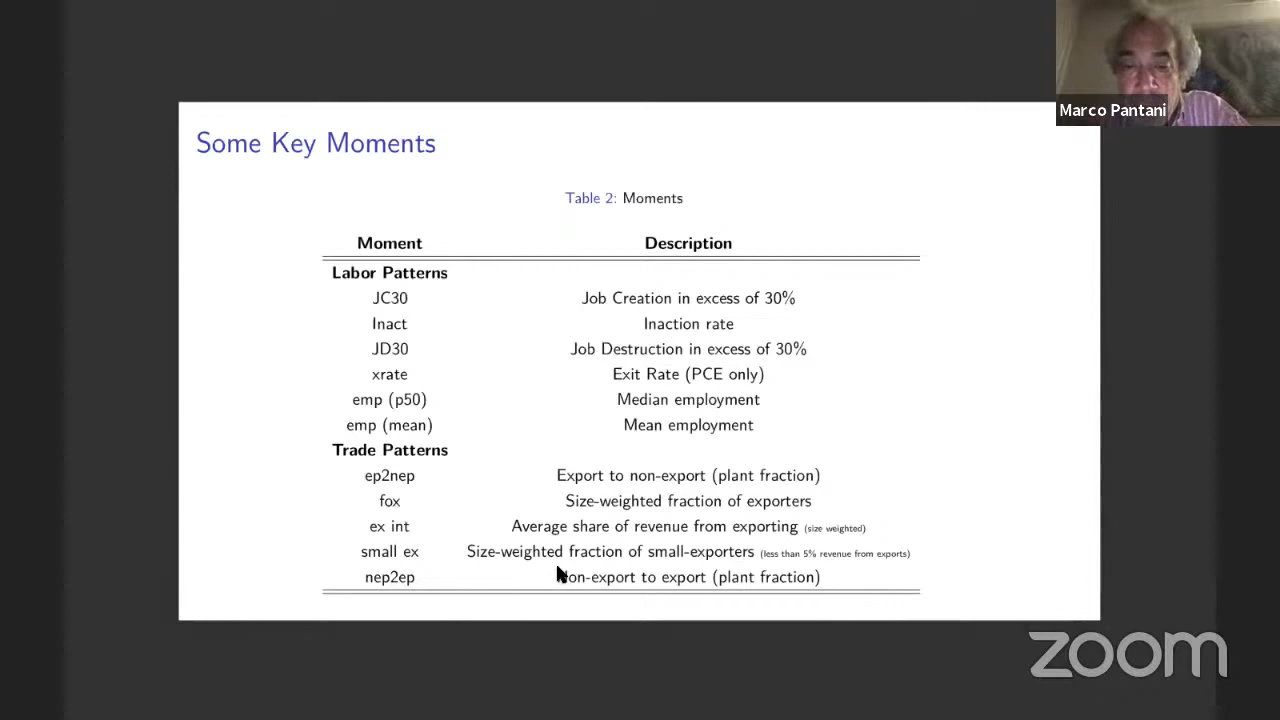 Marco Pantani
Some Key Moments
Table 2: Moments
Moment Description
Labor Patterns
JC30 Job Creation in excess of 30%
Inact Inaction rate
JD30 Job Destruction in excess of 30%
xrate Exit Rate (PCE only)
emp (p50) Median employment
emp (mean) Mean employment
Trade Patterns
ep2nep Export to non-export (plant fraction)
fox Size-weighted fraction of exporters
ex int Average share of revenue from exporting (size weighted)
small ex Size-weighted fraction of small-exporters (less than 5% revenue from exports)
nep2ep Non-export to export (plant fraction)
zoom